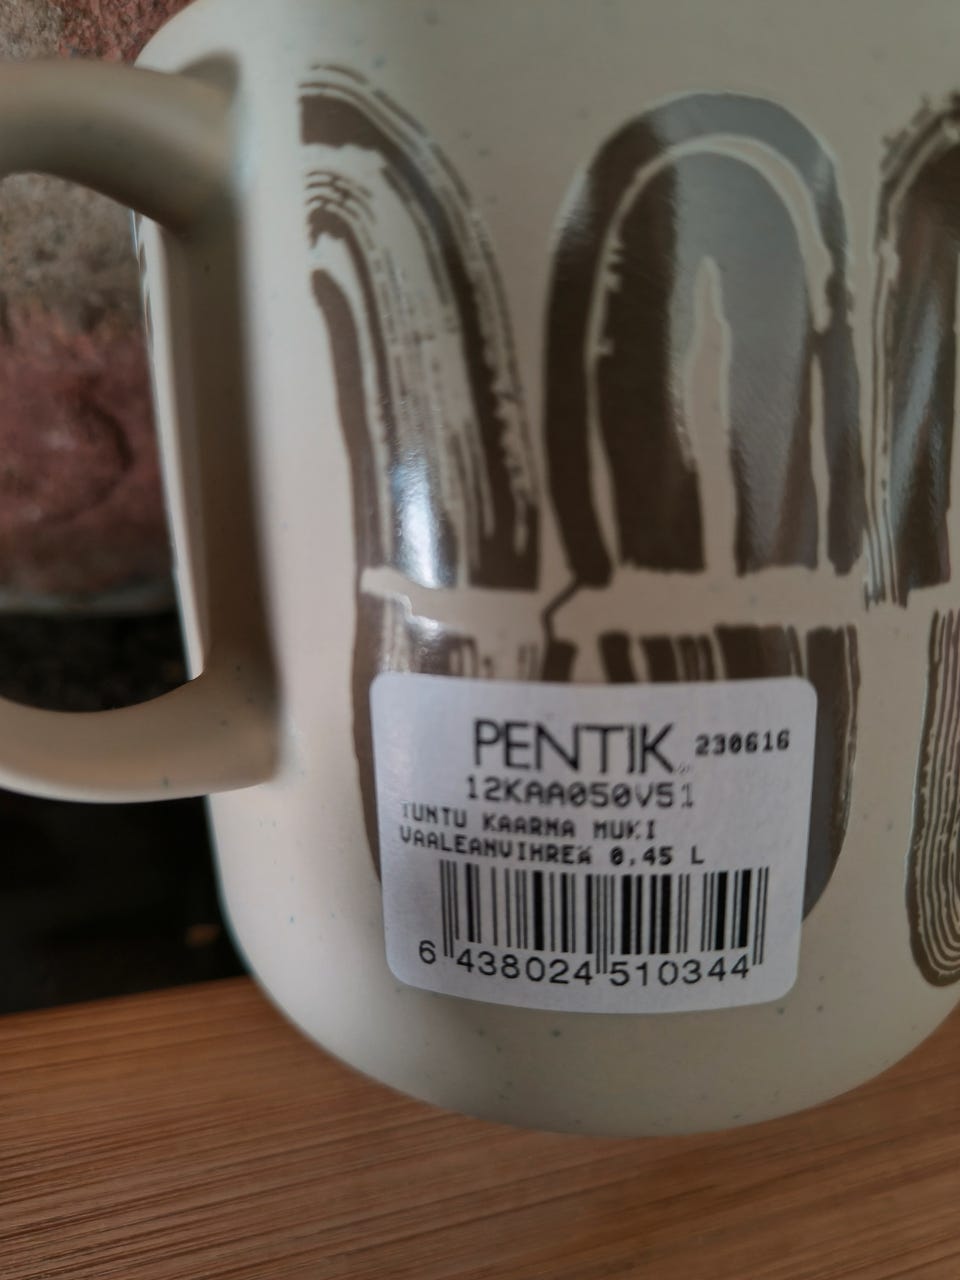 PENTIK 230616
12KAA050V51
TUNTU KAARNA MUKI
VAALEANVIHREÄ 0,45 L
6 438024 510344